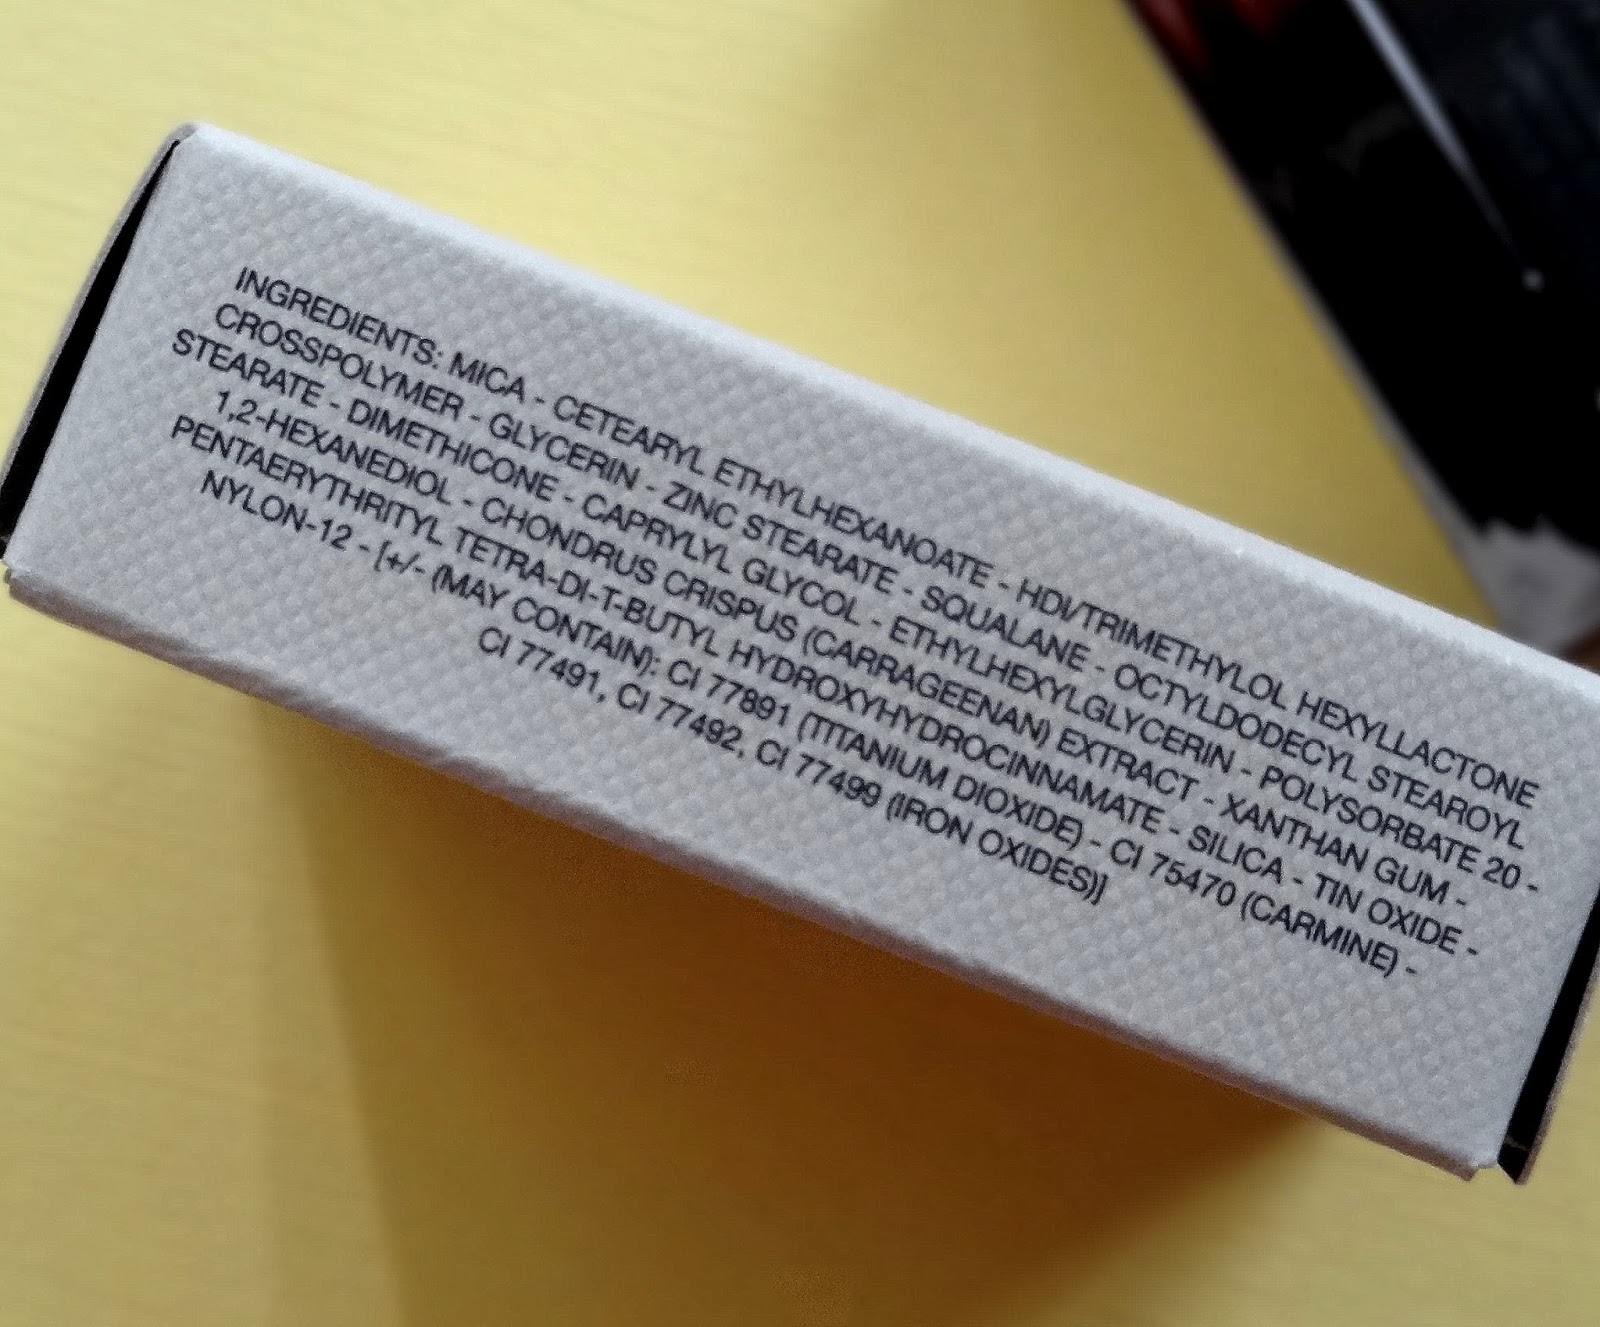 INGREDIENTS: MICA - CETEARYL ETHYLHEXANOATE - HDI/TRIMETHYLOL HEXYLLACTONE
CROSSPOLYMER - GLYCERIN - ZINC STEARATE - SQUALANE - OCTYLDODECYL STEAROYL
STEARATE - DIMETHICONE - CAPRYLYL GLYCOL - ETHYLHEXYLGLYCERIN - POLYSORBATE 20 -
1,2-HEXANEDIOL - CHONDRUS CRISPUS (CARRAGEENAN) EXTRACT - XANTHAN GUM -
PENTAERYTHRITYL TETRA-DI-T-BUTYL HYDROXYHYDROCINNAMATE - SILICA - TIN OXIDE -
NYLON-12 - [+/- (MAY CONTAIN): CI 77891 (TITANIUM DIOXIDE) - CI 75470 (CARMINE) -
CI 77491, CI 77492, CI 77499 (IRON OXIDES)]